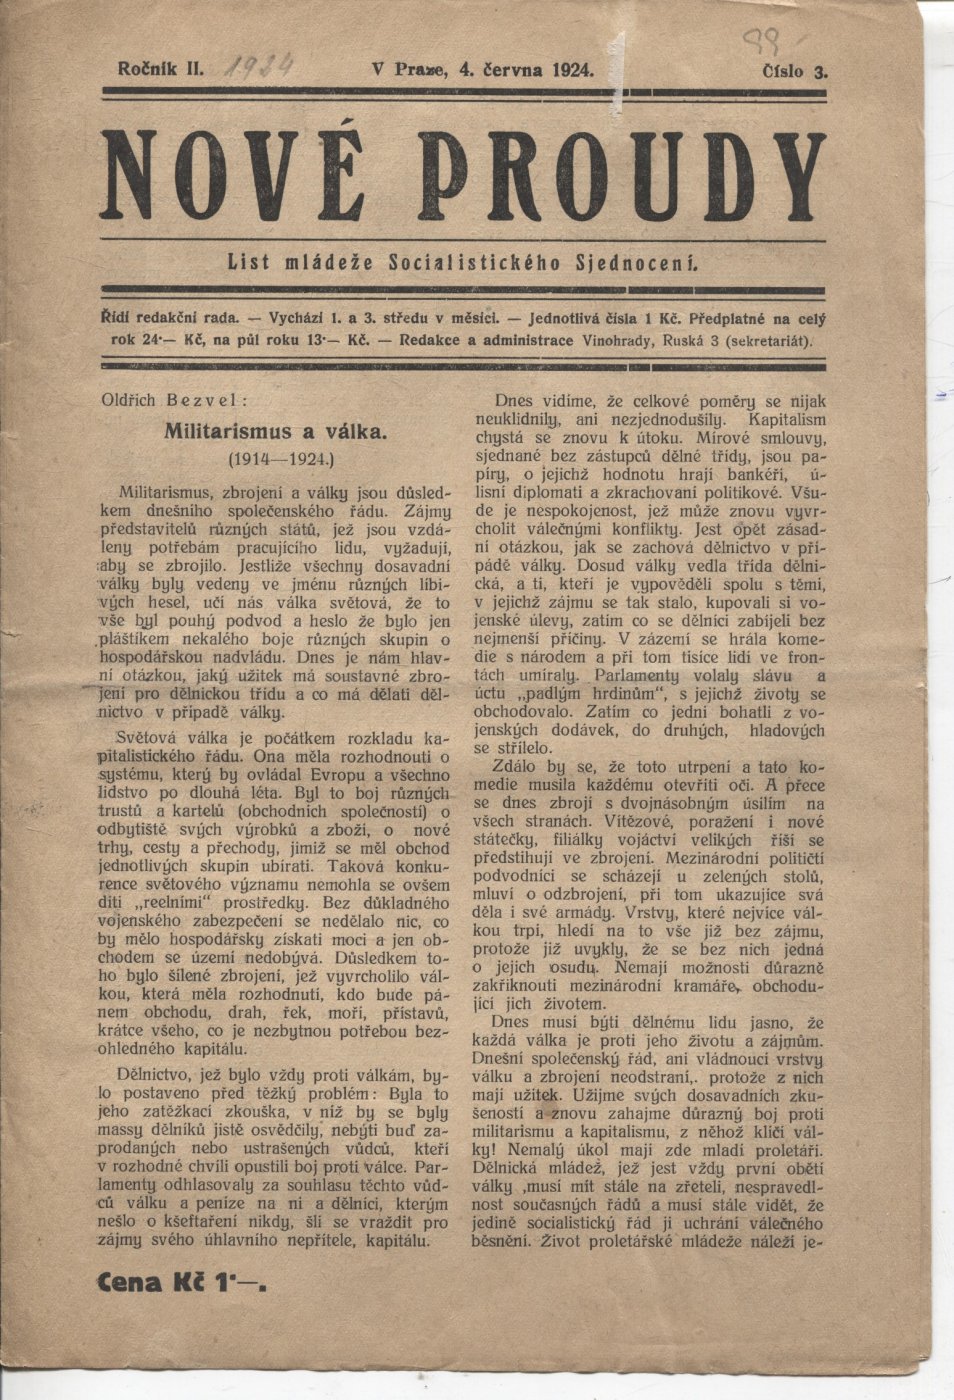 Ročník II. 1924 V Praze, 4. června 1924. Číslo 3.
99
NOVÉ PROUDY
List mládeže Socialistického Sjednocení.
Řídí redakční rada. — Vychází 1. a 3. středu v měsíci. — Jednotlivá čísla 1 Kč. Předplatné na celý
rok 24·— Kč, na půl roku 13·— Kč. — Redakce a administrace Vinohrady, Ruská 3 (sekretariát).
Oldřich Bezvel:
Militarismus a válka.
(1914—1924.)
Militarismus, zbrojení a války jsou důsled-
kem dnešního společenského řádu. Zájmy
představitelů různých států, jež jsou vzdá-
leny potřebám pracujícího lidu, vyžadují,
aby se zbrojilo. Jestliže všechny dosavadní
války byly vedeny ve jménu různých líbi-
vých hesel, učí nás válka světová, že to
vše byl pouhý podvod a heslo že bylo jen
pláštíkem nekalého boje různých skupin o
hospodářskou nadvládu. Dnes je nám hlav-
ní otázkou, jaký užitek má soustavné zbro-
jení pro dělnickou třídu a co má dělati děl-
nictvo v případě války.
Světová válka je počátkem rozkladu ka-
pitalistického řádu. Ona měla rozhodnouti o
systému, který by ovládal Evropu a všechno
lidstvo po dlouhá léta. Byl to boj různých
trustů a kartelů (obchodních společností) o
odbytiště svých výrobků a zboží, o nové
trhy, cesty a přechody, jimiž se měl obchod
jednotlivých skupin ubírati. Taková konku-
rence světového významu nemohla se ovšem
díti „reelními“ prostředky. Bez důkladného
vojenského zabezpečení se nedělalo nic, co
by mělo hospodářsky získati moci a jen ob-
chodem se území nedobývá. Důsledkem to-
ho bylo šílené zbrojení, jež vyvrcholilo vál-
kou, která měla rozhodnutí, kdo bude pá-
nem obchodu, drah, řek, moří, přístavů,
krátce všeho, co je nezbytnou potřebou bez-
ohledného kapitálu.
Dělnictvo, jež bylo vždy proti válkám, by-
lo postaveno před těžký problém: Byla to
jeho zatěžkací zkouška, v níž by se byly
massy dělníků jistě osvědčily, nebýti buď za-
prodaných nebo ustrašených vůdců, kteří
v rozhodné chvíli opustili boj proti válce. Par-
lamenty odhlasovaly za souhlasu těchto vůd-
ců válku a peníze na ni a dělníci, kterým
nešlo o kšeftaření nikdy, šli se vraždit pro
zájmy svého úhlavního nepřítele, kapitálu.
Cena Kč 1·—.
Dnes vidíme, že celkové poměry se nijak
neuklidnily, ani nezjednodušily. Kapitalism
chystá se znovu k útoku. Mírové smlouvy,
sjednané bez zástupců dělné třídy, jsou pa-
píry, o jejichž hodnotu hrají bankéři, ú-
lisní diplomati a zkrachovaní politikové. Všu-
de je nespokojenost, jež může znovu vyvr-
cholit válečnými konflikty. Jest opět zásad-
ní otázkou, jak se zachová dělnictvo v pří-
pádě války. Dosud války vedla třída dělni-
cká, a ti, kteří je vypověděli spolu s těmi,
v jejichž zájmu se tak stalo, kupovali si vo-
jenské úlevy, zatím co se dělníci zabíjeli bez
nejmenší příčiny. V zázemí se hrála kome-
die s národem a při tom tisíce lidí ve fron-
tách umíraly. Parlamenty volaly slávu a
úctu „padlým hrdinům“, s jejichž životy se
obchodovalo. Zatím co jedni bohatli z vo-
jenských dodávek, do druhých, hladových
se střílelo.
Zdálo by se, že toto utrpení a tato ko-
medie musila každému otevříti oči. A přece
se dnes zbrojí s dvojnásobným úsilím na
všech stranách. Vítězové, poražení i nové
státečky, filiálky vojáctví velikých říší se
předstihují ve zbrojení. Mezinárodní političtí
podvodníci se scházejí u zelených stolů,
mluví o odzbrojení, při tom ukazujíce svá
děla i své armády. Vrstvy, které nejvíce vál-
kou trpí, hledí na to vše již bez zájmu,
protože již uvykly, že se bez nich jedná
o jejich osudu. Nemají možnosti důrazně
zakřiknouti mezinárodní kramáře, obchodu-
jící jich životem.
Dnes musí býti dělnému lidu jasno, že
každá válka je proti jeho životu a zájmům.
Dnešní společenský řád, ani vládnoucí vrstvy
válku a zbrojení neodstraní,. protože z nich
mají užitek. Užijme svých dosavadních zku-
šeností a znovu zahajme důrazný boj proti
militarismu a kapitalismu, z něhož klíčí vál-
ky! Nemalý úkol mají zde mladí proletáři.
Dělnická mládež, jež jest vždy první obětí
války ,musí mít stále na zřeteli, nespravedl-
nost současných řádů a musí stále vidět, že
jedině socialistický řád ji uchrání válečného
běsnění. Život proletářské mládeže náleží je-